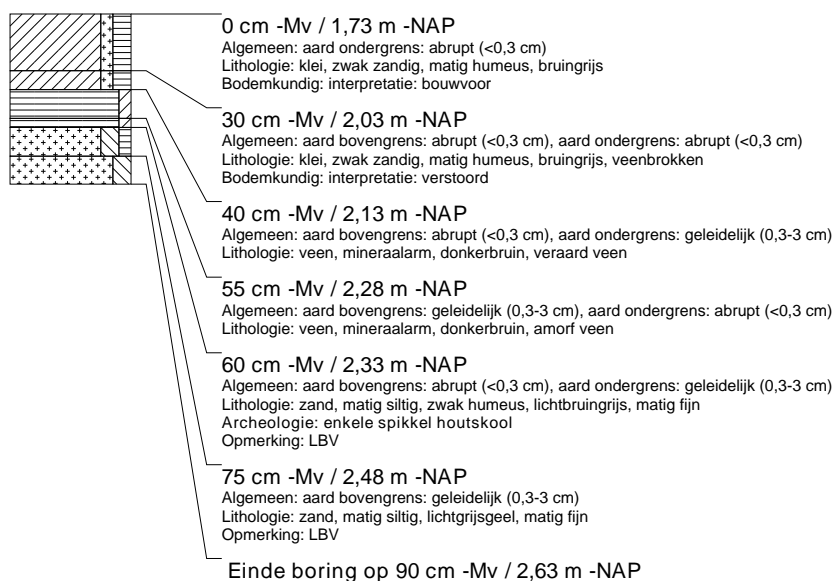 0 cm -Mv / 1,73 m -NAP
Algemeen: aard ondergrens: abrupt (<0,3 cm)
Lithologie: klei, zwak zandig, matig humeus, bruingrijs
Bodemkundig: interpretatie: bouwvoor
30 cm -Mv / 2,03 m -NAP
Algemeen: aard bovengrens: abrupt (<0,3 cm), aard ondergrens: abrupt (<0,3 cm)
Lithologie: klei, zwak zandig, matig humeus, bruingrijs, veenbrokken
Bodemkundig: interpretatie: verstoord
40 cm -Mv / 2,13 m -NAP
Algemeen: aard bovengrens: abrupt (<0,3 cm), aard ondergrens: geleidelijk (0,3-3 cm)
Lithologie: veen, mineraalarm, donkerbruin, veraard veen
55 cm -Mv / 2,28 m -NAP
Algemeen: aard bovengrens: geleidelijk (0,3-3 cm), aard ondergrens: abrupt (<0,3 cm)
Lithologie: veen, mineraalarm, donkerbruin, amorf veen
60 cm -Mv / 2,33 m -NAP
Algemeen: aard bovengrens: abrupt (<0,3 cm), aard ondergrens: geleidelijk (0,3-3 cm)
Lithologie: zand, matig siltig, zwak humeus, lichtbruingrijs, matig fijn
Archeologie: enkele spikkel houtskool
Opmerking: LBV
75 cm -Mv / 2,48 m -NAP
Algemeen: aard bovengrens: geleidelijk (0,3-3 cm)
Lithologie: zand, matig siltig, lichtgrijsgeel, matig fijn
Opmerking: LBV
Einde boring op 90 cm -Mv / 2,63 m -NAP